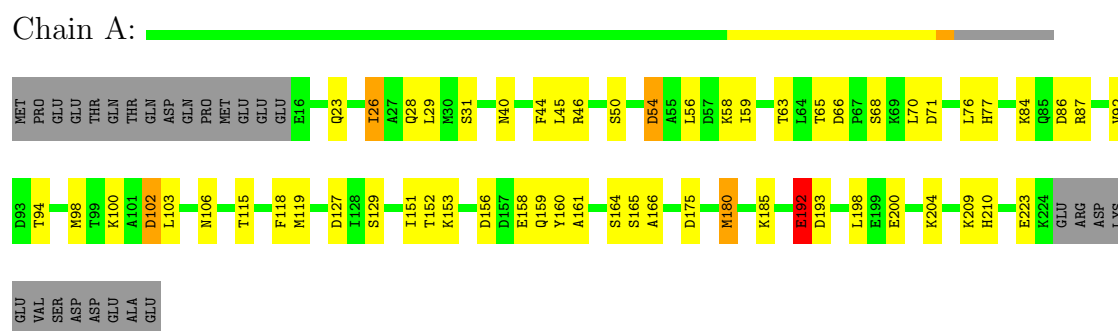 Chain A:
MET PRO GLU GLU THR GLN THR GLN ASP GLN PRO MET GLU GLU GLU E16 Q23 I26 A27 Q28 L29 M30 S31 N40 F44 L45 R46 S50 D54 A55 L56 D57 K58 I59 T63 L64 T65 D66 P67 S68 K69 L70 D71 L76 H77 K84 Q85 D86 R87 V92
D93 T94 M98 T99 K100 A101 D102 L103 N106 T115 F118 M119 D127 I128 S129 I151 T152 K153 D156 D157 E158 Q159 Y160 A161 S164 S165 A166 D175 M180 K185 E192 D193 L198 E199 E200 K204 K209 H210 E223 K224 GLU ARG ASP LYS
GLU VAL SER ASP ASP GLU ALA GLU